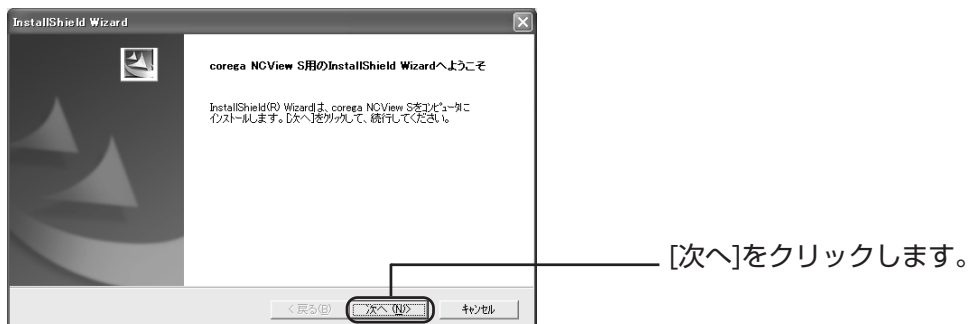 InstallShield Wizard
corega NCView S用のInstallShield Wizardへようこそ
InstallShield(R) Wizardは、corega NCView Sをコンピュータに
インストールします。[次へ]をクリックして、続行してください。
[次へ]をクリックします。
< 戻る(B)
次へ (N)>
キャンセル